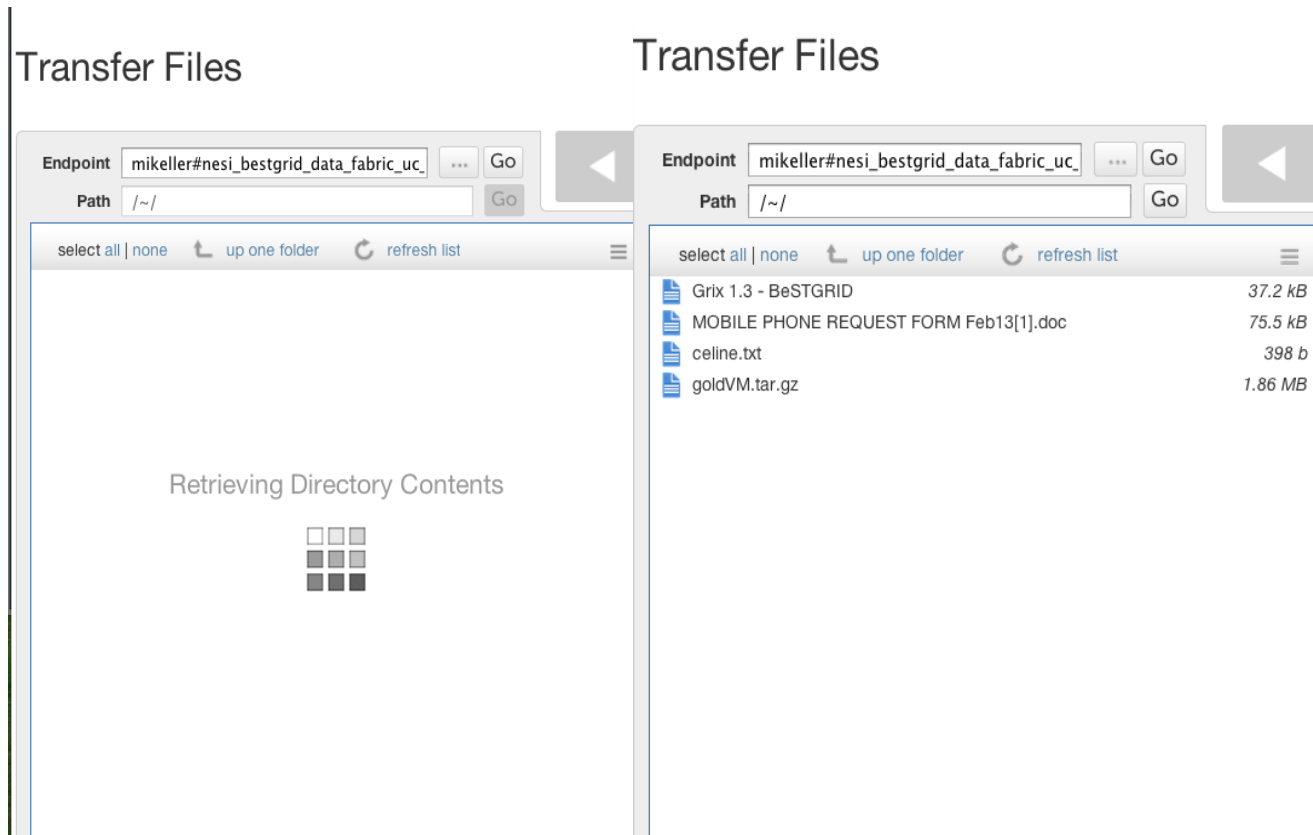 Transfer Files
Endpoint mikeller#nesi_bestgrid_data_fabric_uc_ ... Go
Path /~/ Go
select all | none up one folder refresh list
Retrieving Directory Contents
Transfer Files
Endpoint mikeller#nesi_bestgrid_data_fabric_uc_ ... Go
Path /~/ Go
select all | none up one folder refresh list
Grix 1.3 - BeSTGRID 37.2 kB
MOBILE PHONE REQUEST FORM Feb13[1].doc 75.5 kB
celine.txt 398 b
goldVM.tar.gz 1.86 MB